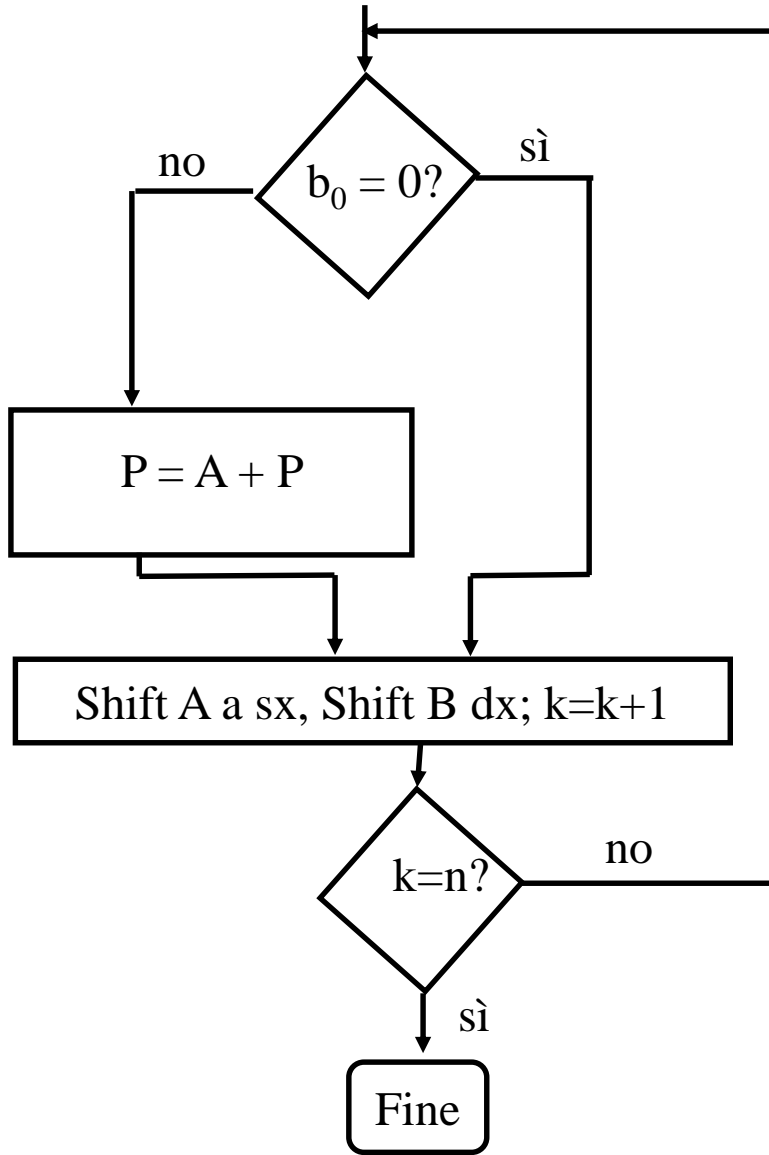 no
sì
b₀ = 0?
P = A + P
Shift A a sx, Shift B dx; k=k+1
k=n?
no
sì
Fine